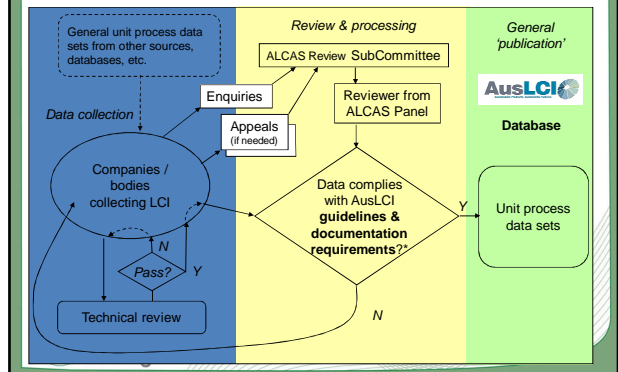 Review & processing
General
'publication'
General unit process data
sets from other sources,
databases, etc.
ALCAS Review SubCommittee
Enquiries
Reviewer from
ALCAS Panel
AusLCI
Data collection
Appeals
(if needed)
Database
Companies /
bodies
collecting LCI
Data complies
with AusLCI
guidelines &
documentation
requirements?*
Y
Unit process
data sets
N
Pass?
Y
Technical review
N